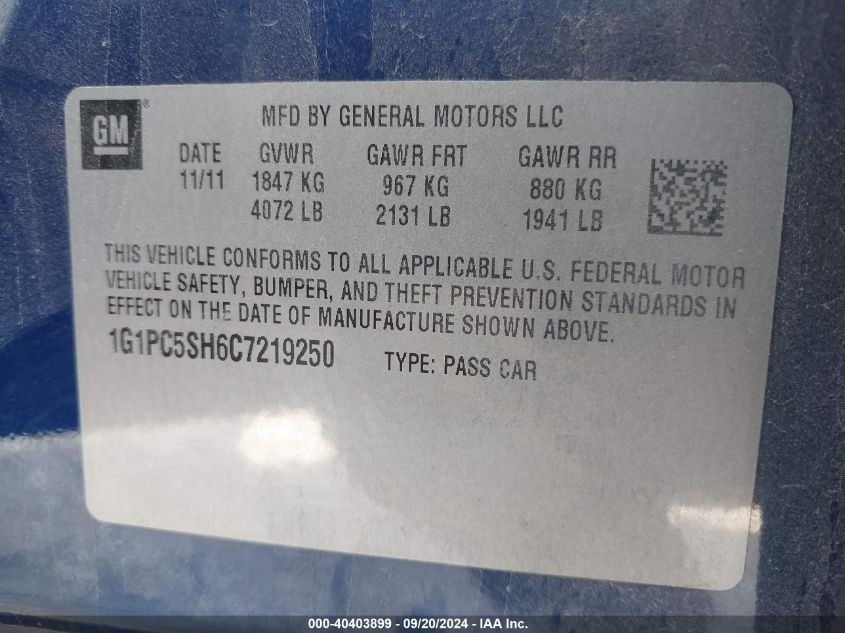 GM®
MFD BY GENERAL MOTORS LLC
DATE GVWR GAWR FRT GAWR RR
11/11 1847 KG 967 KG 880 KG
4072 LB 2131 LB 1941 LB
THIS VEHICLE CONFORMS TO ALL APPLICABLE U.S. FEDERAL MOTOR
VEHICLE SAFETY, BUMPER, AND THEFT PREVENTION STANDARDS IN
EFFECT ON THE DATE OF MANUFACTURE SHOWN ABOVE.
1G1PC5SH6C7219250 TYPE: PASS CAR
000-40403899 - 09/20/2024 - IAA Inc.